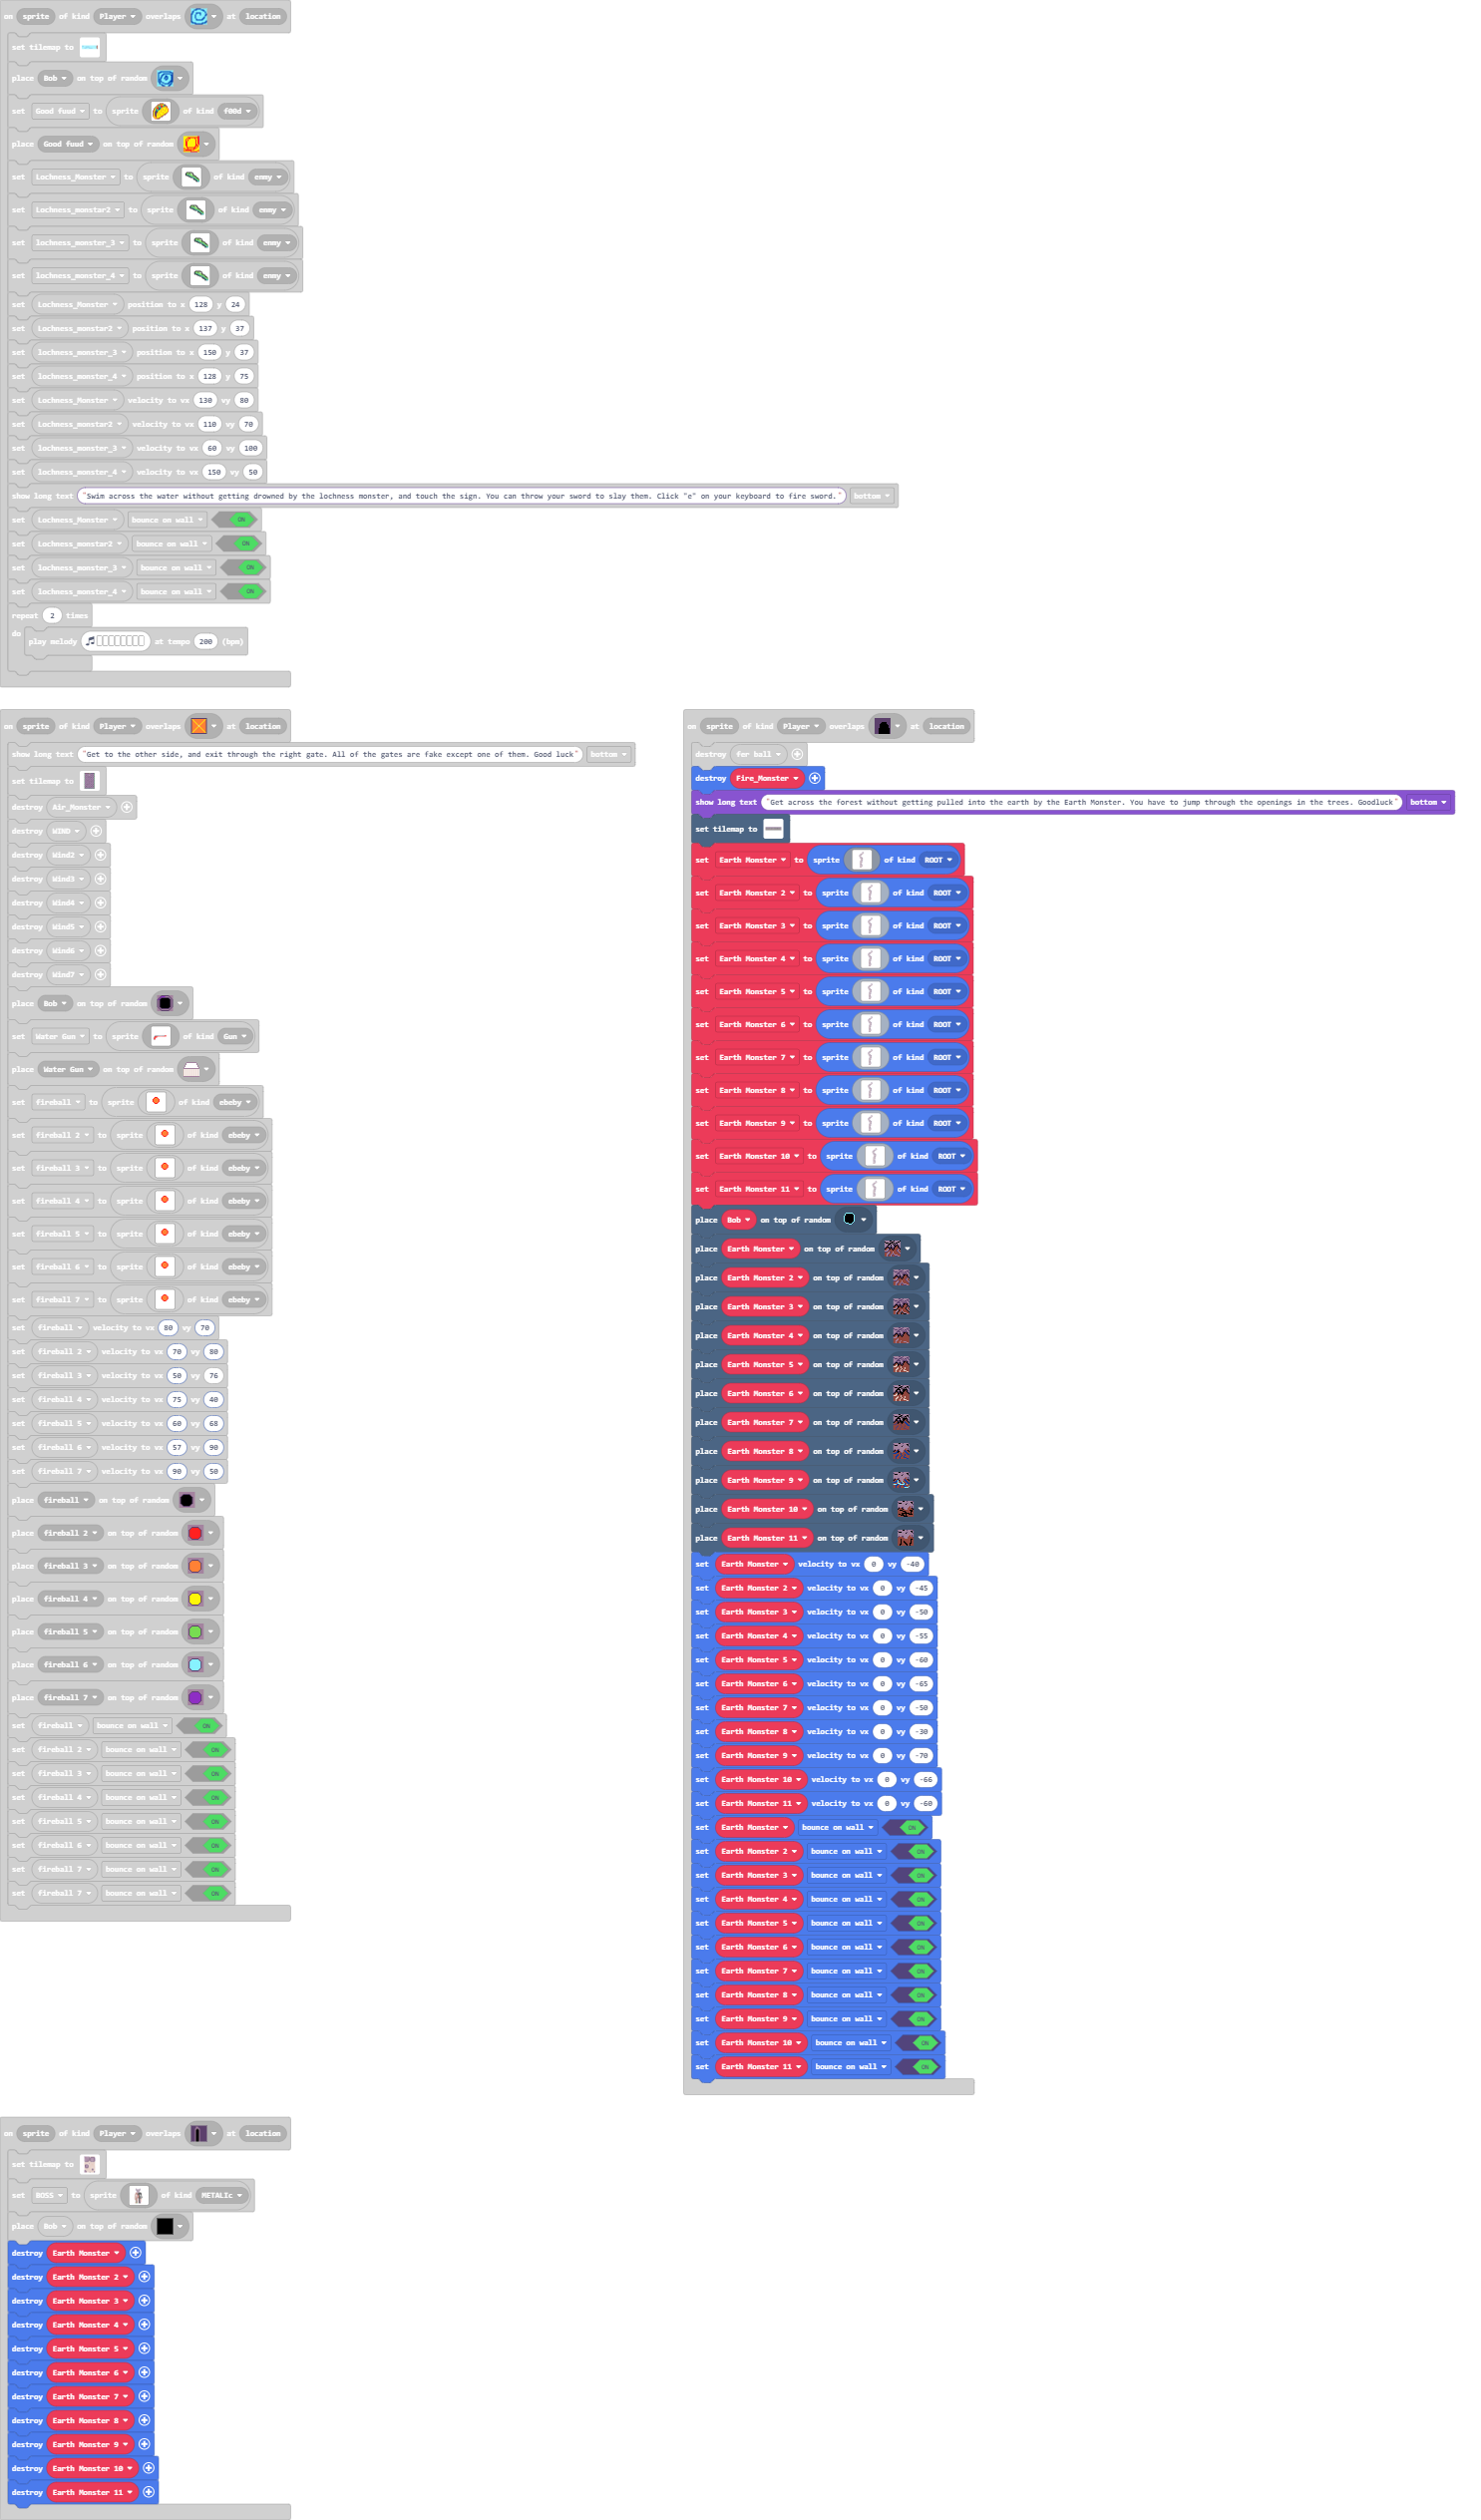 on sprite of kind Player overlaps at location
set tilemap to
place Bob on top of random
set Good fuud to sprite of kind f00d
place Good fuud on top of random
set Lochness_Monster to sprite of kind enmy
set Lochness_monstar2 to sprite of kind enmy
set lochness_monster_3 to sprite of kind enmy
set lochness_monster_4 to sprite of kind enmy
set Lochness_Monster position to x 128 y 24
set Lochness_monstar2 position to x 137 y 37
set lochness_monster_3 position to x 150 y 37
set lochness_monster_4 position to x 128 y 75
set Lochness_Monster velocity to vx 130 vy 80
set Lochness_monstar2 velocity to vx 110 vy 70
set lochness_monster_3 velocity to vx 60 vy 100
set lochness_monster_4 velocity to vx 150 vy 50
show long text "Swim across the water without getting drowned by the lochness monster, and touch the sign. You can throw your sword to slay them. Click "e" on your keyboard to fire sword." bottom
set Lochness_Monster bounce on wall ON
set Lochness_monstar2 bounce on wall ON
set lochness_monster_3 bounce on wall ON
set lochness_monster_4 bounce on wall ON
repeat 2 times
do play melody at tempo 200 (bpm)
on sprite of kind Player overlaps at location
show long text "Get to the other side, and exit through the right gate. All of the gates are fake except one of them. Good luck" bottom
set tilemap to
destroy Air_Monster
destroy WIND
destroy Wind2
destroy Wind3
destroy Wind4
destroy Wind5
destroy Wind6
destroy Wind7
place Bob on top of random
set Water Gun to sprite of kind Gun
place Water Gun on top of random
set fireball to sprite of kind ebeby
set fireball 2 to sprite of kind ebeby
set fireball 3 to sprite of kind ebeby
set fireball 4 to sprite of kind ebeby
set fireball 5 to sprite of kind ebeby
set fireball 6 to sprite of kind ebeby
set fireball 7 to sprite of kind ebeby
set fireball velocity to vx 80 vy 70
set fireball 2 velocity to vx 70 vy 80
set fireball 3 velocity to vx 50 vy 76
set fireball 4 velocity to vx 75 vy 40
set fireball 5 velocity to vx 60 vy 68
set fireball 6 velocity to vx 57 vy 90
set fireball 7 velocity to vx 90 vy 50
place fireball on top of random
place fireball 2 on top of random
place fireball 3 on top of random
place fireball 4 on top of random
place fireball 5 on top of random
place fireball 6 on top of random
place fireball 7 on top of random
set fireball bounce on wall ON
set fireball 2 bounce on wall ON
set fireball 3 bounce on wall ON
set fireball 4 bounce on wall ON
set fireball 5 bounce on wall ON
set fireball 6 bounce on wall ON
set fireball 7 bounce on wall ON
set fireball 7 bounce on wall ON
on sprite of kind Player overlaps at location
destroy fer ball
destroy Fire_Monster
show long text "Get across the forest without getting pulled into the earth by the Earth Monster. You have to jump through the openings in the trees. Goodluck" bottom
set tilemap to
set Earth Monster to sprite of kind ROOT
set Earth Monster 2 to sprite of kind ROOT
set Earth Monster 3 to sprite of kind ROOT
set Earth Monster 4 to sprite of kind ROOT
set Earth Monster 5 to sprite of kind ROOT
set Earth Monster 6 to sprite of kind ROOT
set Earth Monster 7 to sprite of kind ROOT
set Earth Monster 8 to sprite of kind ROOT
set Earth Monster 9 to sprite of kind ROOT
set Earth Monster 10 to sprite of kind ROOT
set Earth Monster 11 to sprite of kind ROOT
place Bob on top of random
place Earth Monster on top of random
place Earth Monster 2 on top of random
place Earth Monster 3 on top of random
place Earth Monster 4 on top of random
place Earth Monster 5 on top of random
place Earth Monster 6 on top of random
place Earth Monster 7 on top of random
place Earth Monster 8 on top of random
place Earth Monster 9 on top of random
place Earth Monster 10 on top of random
place Earth Monster 11 on top of random
set Earth Monster velocity to vx 0 vy -40
set Earth Monster 2 velocity to vx 0 vy -45
set Earth Monster 3 velocity to vx 0 vy -50
set Earth Monster 4 velocity to vx 0 vy -55
set Earth Monster 5 velocity to vx 0 vy -60
set Earth Monster 6 velocity to vx 0 vy -65
set Earth Monster 7 velocity to vx 0 vy -50
set Earth Monster 8 velocity to vx 0 vy -30
set Earth Monster 9 velocity to vx 0 vy -70
set Earth Monster 10 velocity to vx 0 vy -66
set Earth Monster 11 velocity to vx 0 vy -60
set Earth Monster bounce on wall ON
set Earth Monster 2 bounce on wall ON
set Earth Monster 3 bounce on wall ON
set Earth Monster 4 bounce on wall ON
set Earth Monster 5 bounce on wall ON
set Earth Monster 6 bounce on wall ON
set Earth Monster 7 bounce on wall ON
set Earth Monster 8 bounce on wall ON
set Earth Monster 9 bounce on wall ON
set Earth Monster 10 bounce on wall ON
set Earth Monster 11 bounce on wall ON
on sprite of kind Player overlaps at location
set tilemap to
set BOSS to sprite of kind METALIc
place Bob on top of random
destroy Earth Monster
destroy Earth Monster 2
destroy Earth Monster 3
destroy Earth Monster 4
destroy Earth Monster 5
destroy Earth Monster 6
destroy Earth Monster 7
destroy Earth Monster 8
destroy Earth Monster 9
destroy Earth Monster 10
destroy Earth Monster 11